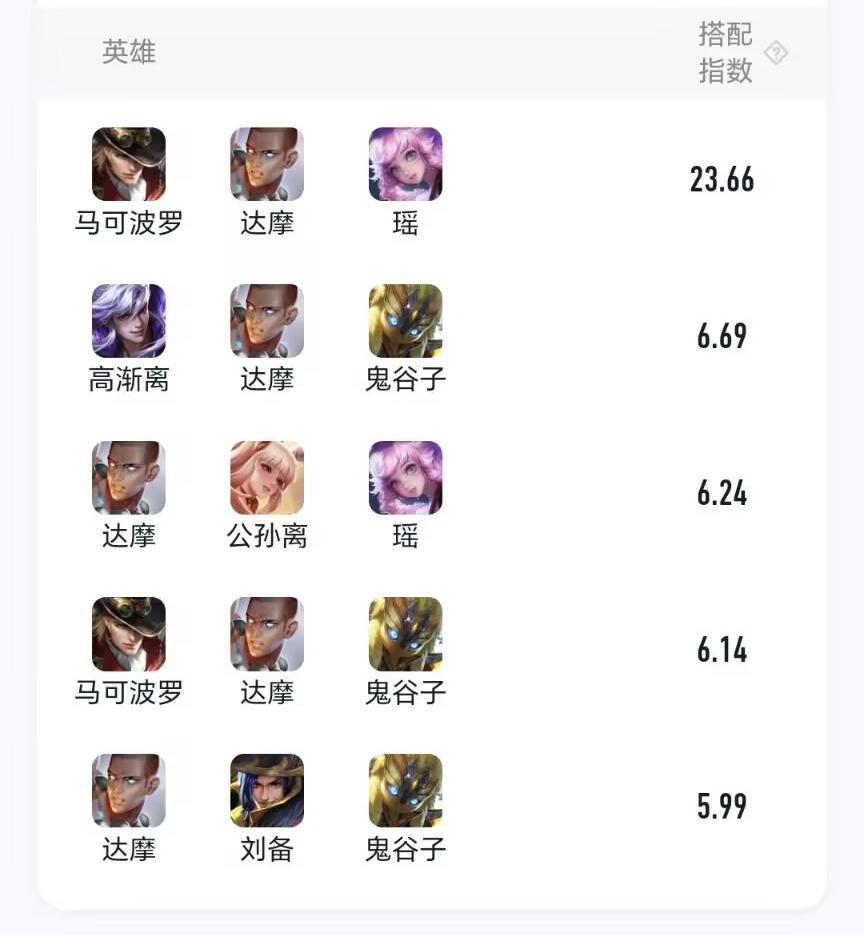 英雄
搭配
指数
?
马可波罗 达摩 瑶 23.66
高渐离 达摩 鬼谷子 6.69
达摩 公孙离 瑶 6.24
马可波罗 达摩 鬼谷子 6.14
达摩 刘备 鬼谷子 5.99